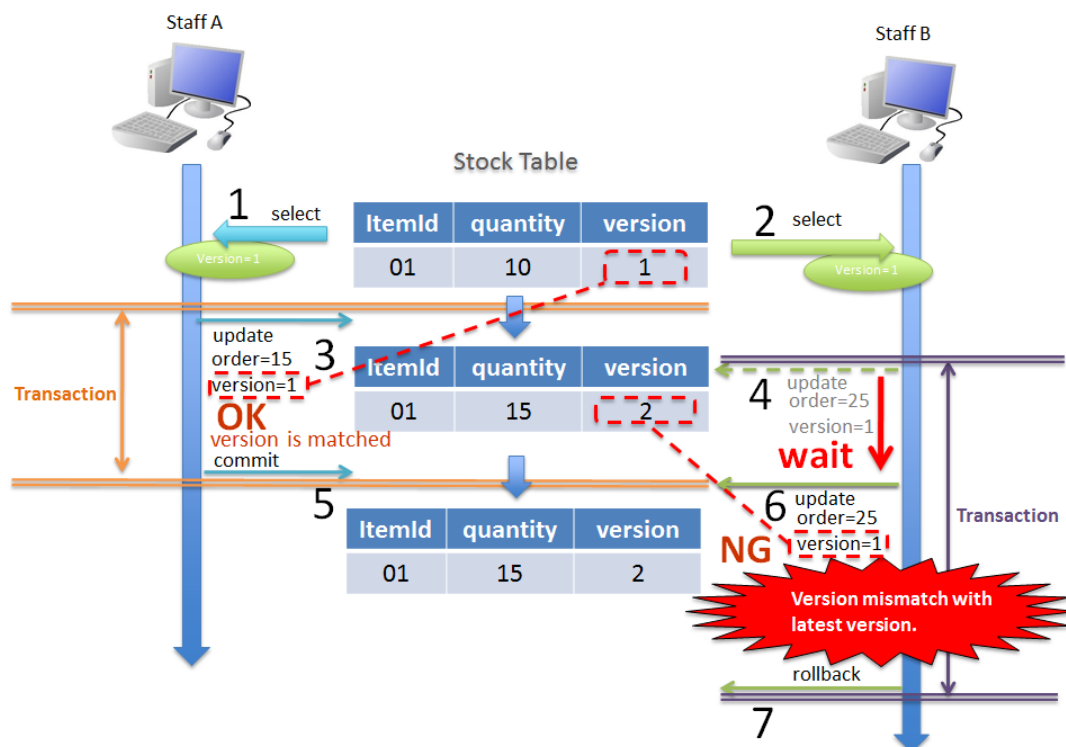 Staff A
Staff B
Stock Table
1
select
2
select
ItemId quantity version
01 10 1
Version=1
Version=1
update
order=15
version=1
3
OK
version is matched
commit
Transaction
ItemId quantity version
01 15 2
4
update
order=25
version=1
wait
5
ItemId quantity version
01 15 2
6
update
order=25
version=1
NG
Transaction
Version mismatch with
latest version.
rollback
7